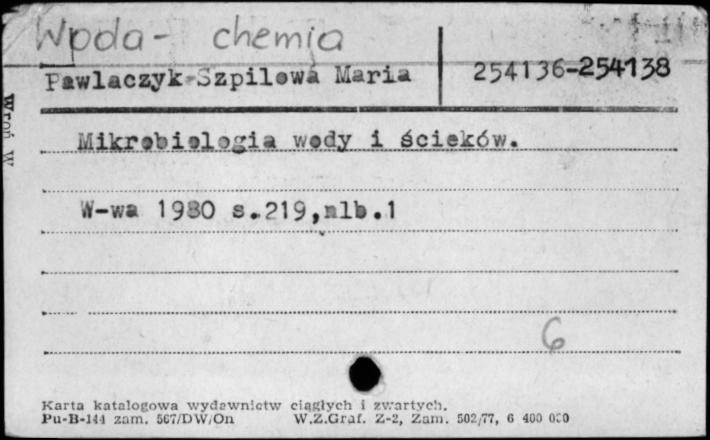 Woda - chemia
Pawlaczyk-Szpilowa Maria 254136-254138
Mikrobiologia wody i ścieków.
W-wa 1980 s.219,nlb.1
6
Karta katalogowa wydawnictw ciągłych i zwartych.
Pu-B-144 zam. 567/DW/On W.Z.Graf. Z-2, Zam. 502/77, 6 400 000